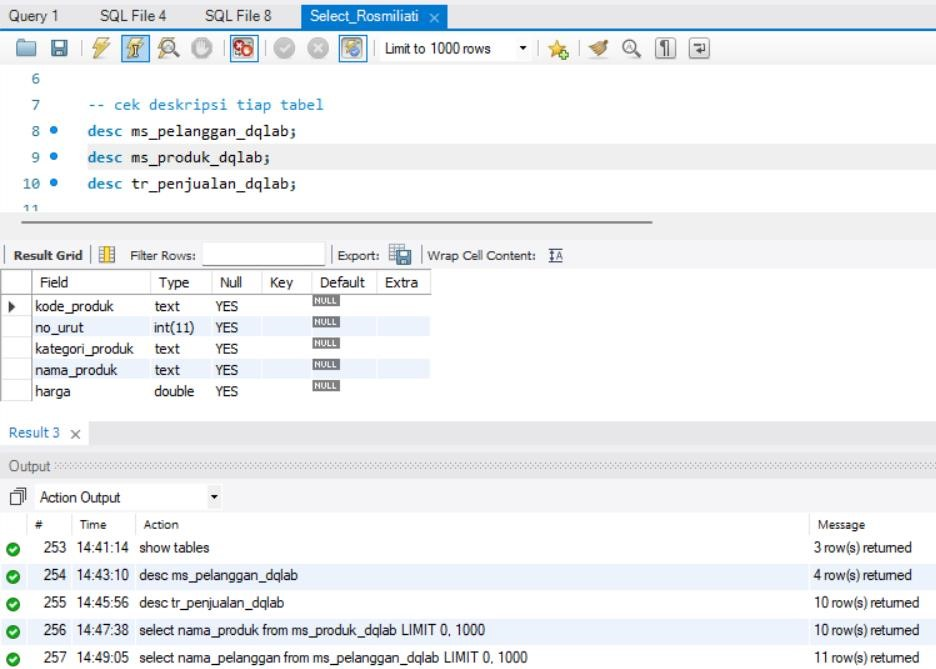 Query 1 SQL File 4 SQL File 8 Select_Rosmiliati
Limit to 1000 rows
6
7 -- cek deskripsi tiap tabel
8 desc ms_pelanggan_dqlab;
9 desc ms_produk_dqlab;
10 desc tr_penjualan_dqlab;
11
Result Grid Filter Rows: Export: Wrap Cell Content:
Field Type Null Key Default Extra
kode_produk text YES NULL
no_urut int(11) YES NULL
kategori_produk text YES NULL
nama_produk text YES NULL
harga double YES NULL
Result 3
Output
Action Output
# Time Action Message
253 14:41:14 show tables 3 row(s) returned
254 14:43:10 desc ms_pelanggan_dqlab 4 row(s) returned
255 14:45:56 desc tr_penjualan_dqlab 10 row(s) returned
256 14:47:38 select nama_produk from ms_produk_dqlab LIMIT 0, 1000 10 row(s) returned
257 14:49:05 select nama_pelanggan from ms_pelanggan_dqlab LIMIT 0, 1000 11 row(s) returned